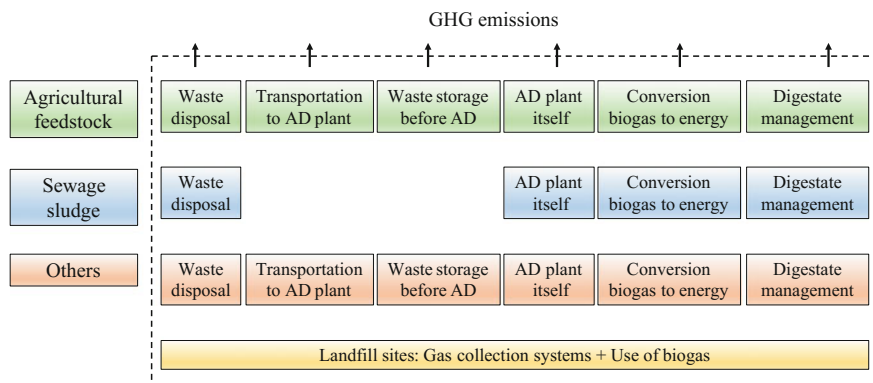 GHG emissions
Agricultural
feedstock
Waste
disposal
Transportation
to AD plant
Waste storage
before AD
AD plant
itself
Conversion
biogas to energy
Digestate
management
Sewage
sludge
Waste
disposal
AD plant
itself
Conversion
biogas to energy
Digestate
management
Others
Waste
disposal
Transportation
to AD plant
Waste storage
before AD
AD plant
itself
Conversion
biogas to energy
Digestate
management
Landfill sites: Gas collection systems + Use of biogas